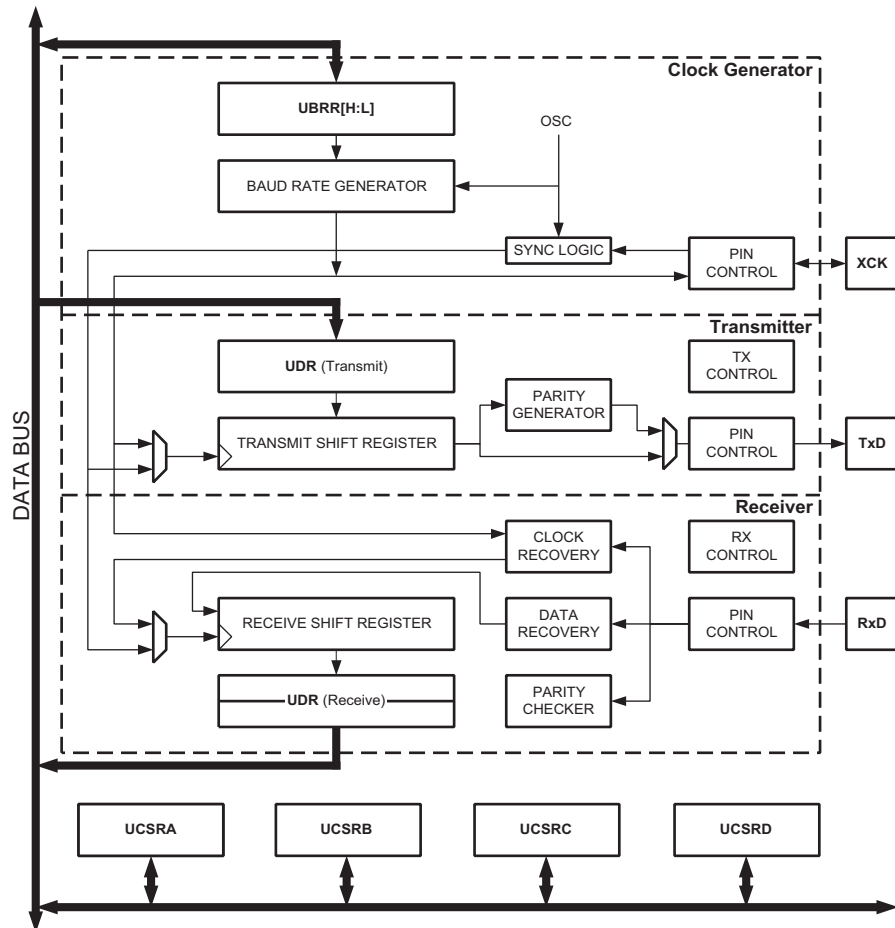 Clock Generator
UBRR[H:L]
OSC
BAUD RATE GENERATOR
SYNC LOGIC
PIN
CONTROL
XCK
Transmitter
UDR (Transmit)
TX
CONTROL
PARITY
GENERATOR
TRANSMIT SHIFT REGISTER
PIN
CONTROL
TxD
DATA BUS
Receiver
CLOCK
RECOVERY
RX
CONTROL
RECEIVE SHIFT REGISTER
DATA
RECOVERY
PIN
CONTROL
RxD
UDR (Receive)
PARITY
CHECKER
UCSRA
UCSRB
UCSRC
UCSRD